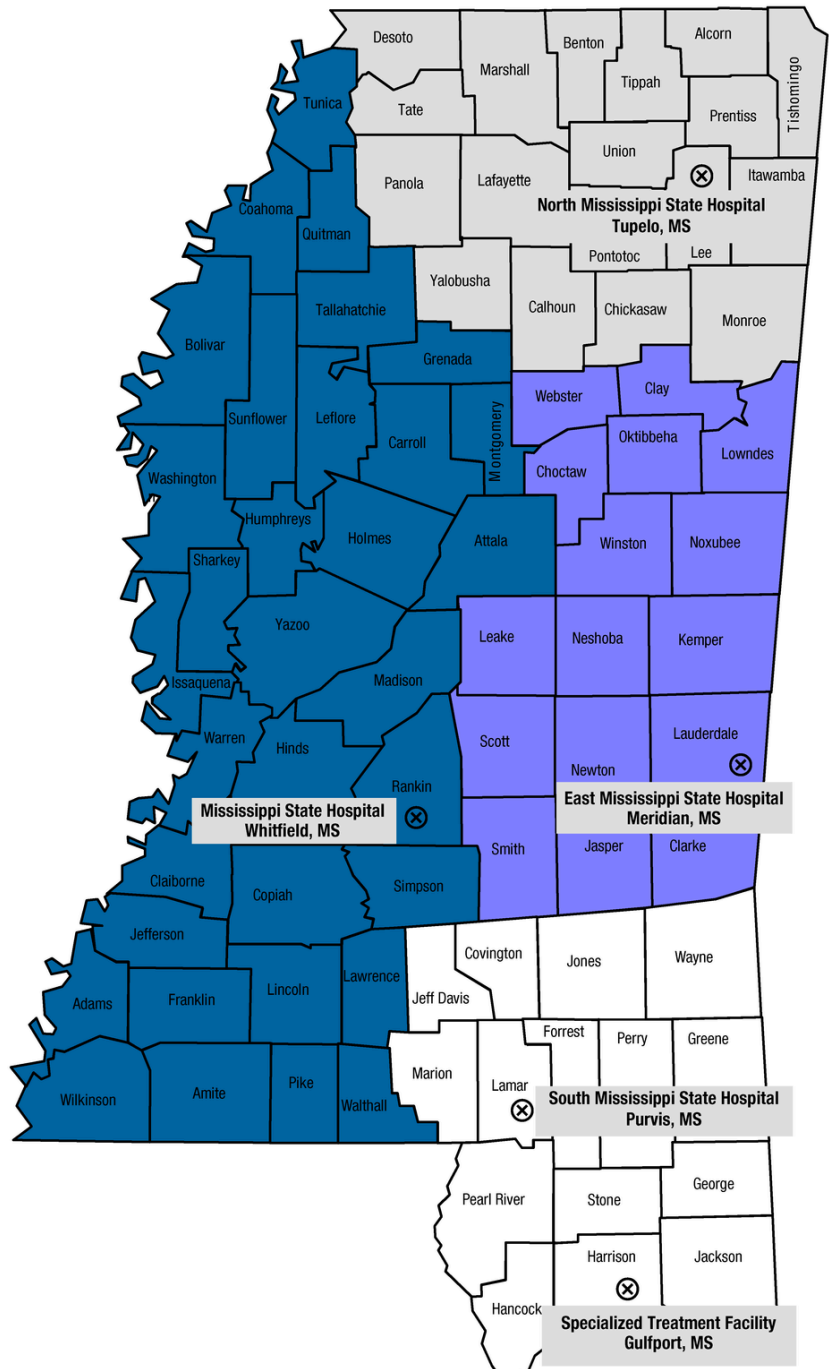 Desoto
Benton
Alcorn
Marshall
Tippah
Tishomingo
Tunica
Tate
Prentiss
Union
Panola
Lafayette
Itawamba
Coahoma
North Mississippi State Hospital
Tupelo, MS
Quitman
Pontotoc
Lee
Yalobusha
Tallahatchie
Calhoun
Chickasaw
Monroe
Bolivar
Grenada
Webster
Clay
Sunflower
Leflore
Carroll
Montgomery
Oktibbeha
Lowndes
Choctaw
Washington
Humphreys
Holmes
Attala
Winston
Noxubee
Sharkey
Yazoo
Leake
Neshoba
Kemper
Issaquena
Madison
Warren
Hinds
Scott
Lauderdale
Newton
Rankin
Mississippi State Hospital
Whitfield, MS
East Mississippi State Hospital
Meridian, MS
Smith
Jasper
Clarke
Claiborne
Copiah
Simpson
Jefferson
Covington
Jones
Wayne
Lawrence
Adams
Franklin
Lincoln
Jeff Davis
Forrest
Perry
Greene
Marion
Lamar
Wilkinson
Amite
Pike
Walthall
South Mississippi State Hospital
Purvis, MS
Pearl River
Stone
George
Harrison
Jackson
Hancock
Specialized Treatment Facility
Gulfport, MS